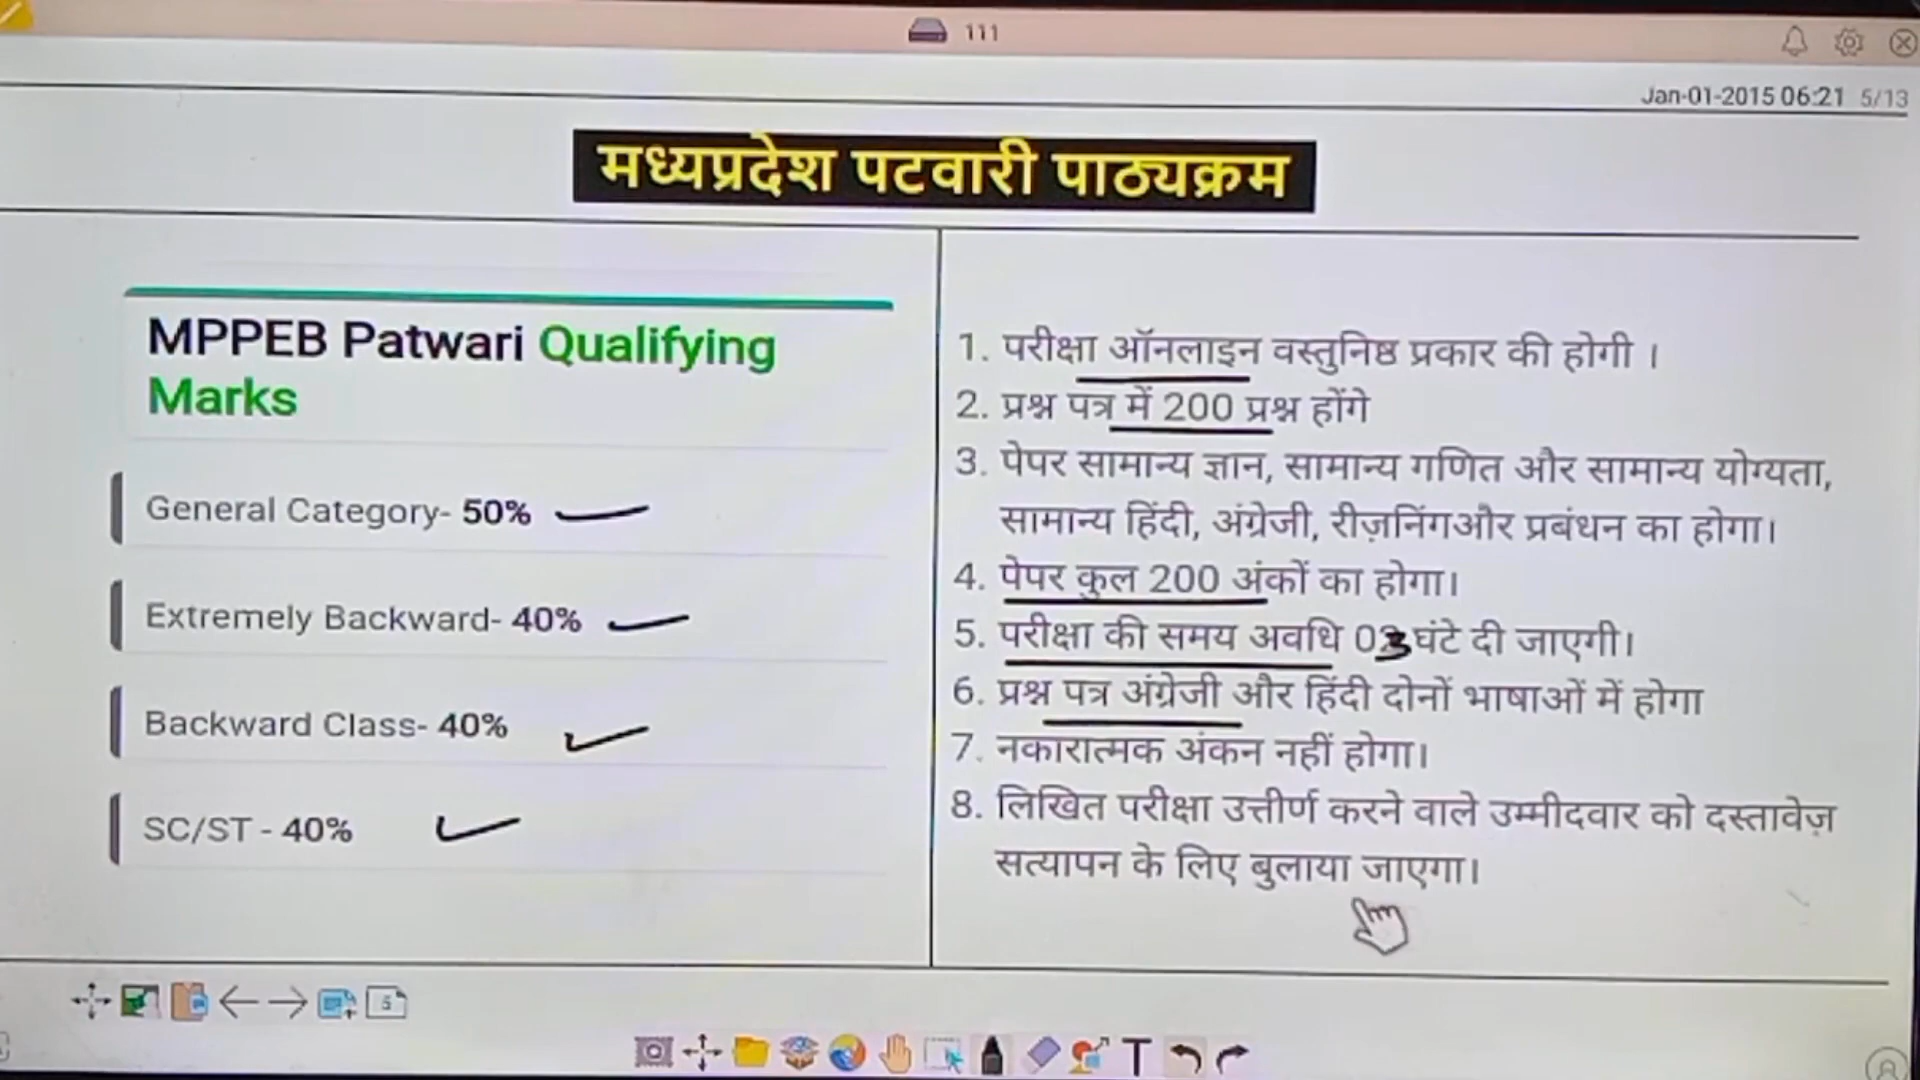 111
Jan-01-2015 06:21 5/13
मध्यप्रदेश पटवारी पाठ्यक्रम
MPPEB Patwari Qualifying
Marks
General Category- 50%
Extremely Backward- 40%
Backward Class- 40%
SC/ST - 40%
1. परीक्षा ऑनलाइन वस्तुनिष्ठ प्रकार की होगी ।
2. प्रश्न पत्र में 200 प्रश्न होंगे
3. पेपर सामान्य ज्ञान, सामान्य गणित और सामान्य योग्यता,
सामान्य हिंदी, अंग्रेजी, रीज़निंगऔर प्रबंधन का होगा।
4. पेपर कुल 200 अंकों का होगा।
5. परीक्षा की समय अवधि 03 घंटे दी जाएगी।
6. प्रश्न पत्र अंग्रेजी और हिंदी दोनों भाषाओं में होगा
7. नकारात्मक अंकन नहीं होगा।
8. लिखित परीक्षा उत्तीर्ण करने वाले उम्मीदवार को दस्तावेज़
सत्यापन के लिए बुलाया जाएगा।
5
T